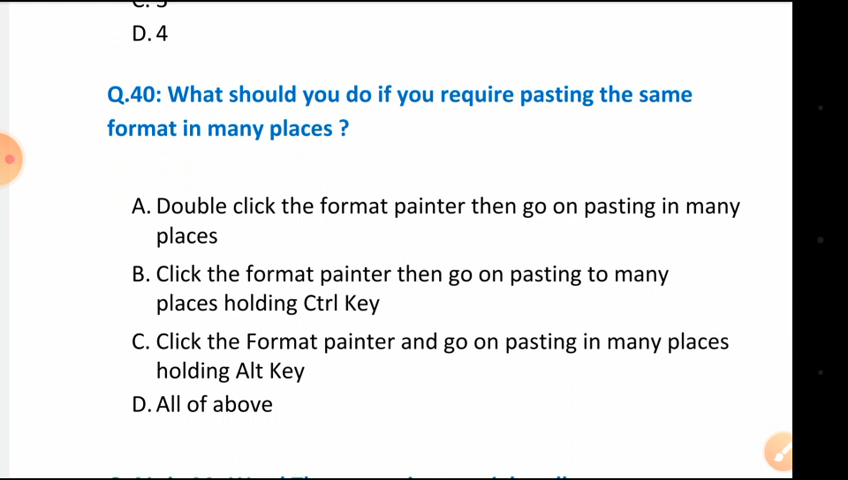 D. 4
Q.40: What should you do if you require pasting the same
format in many places ?
A. Double click the format painter then go on pasting in many
places
B. Click the format painter then go on pasting to many
places holding Ctrl Key
C. Click the Format painter and go on pasting in many places
holding Alt Key
D. All of above